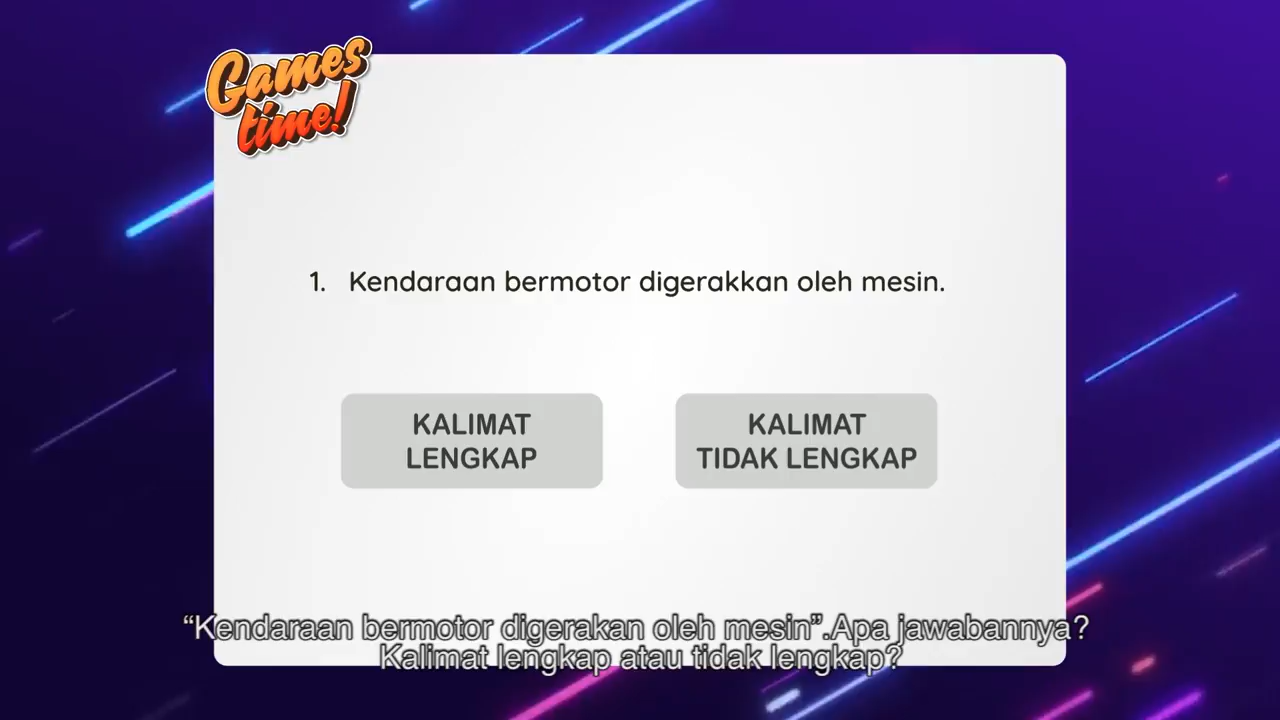 Games
time!
1. Kendaraan bermotor digerakkan oleh mesin.
KALIMAT
LENGKAP
KALIMAT
TIDAK LENGKAP
“Kendaraan bermotor digerakan oleh mesin”.Apa jawabannya?
Kalimat lengkap atau tidak lengkap?